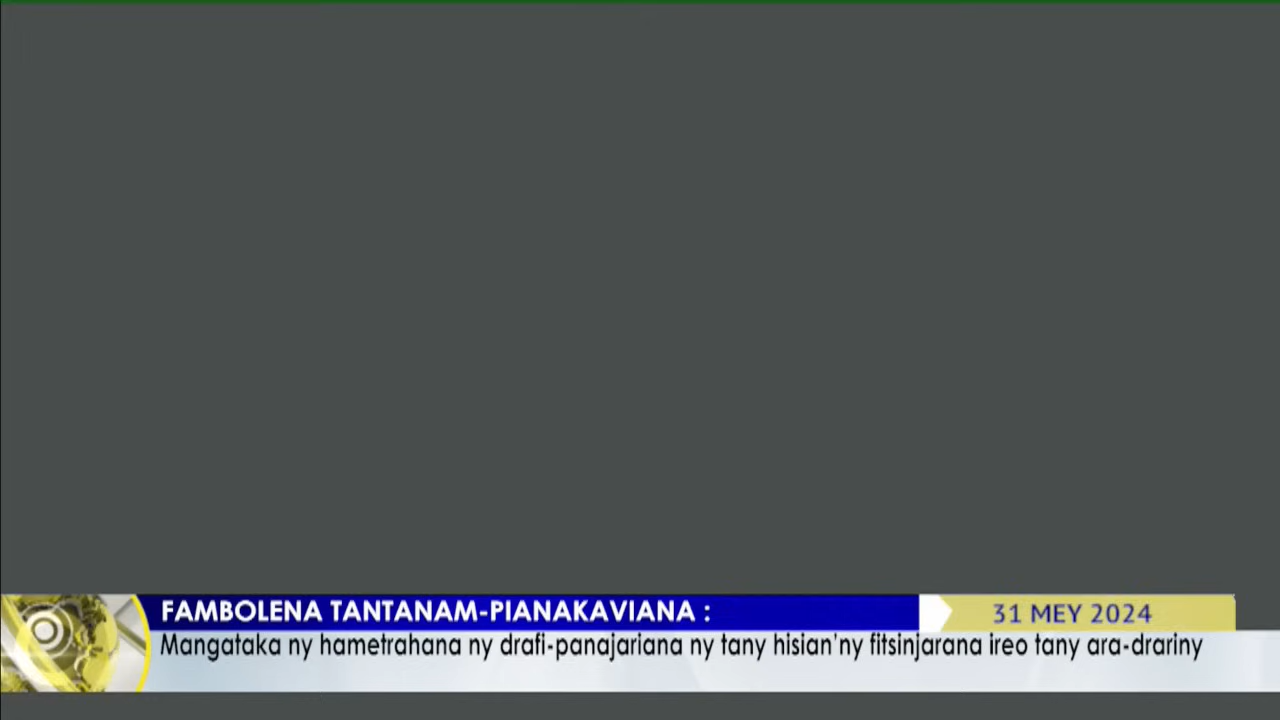 FAMBOLENA TANTANAM-PIANAKAVIANA :
31 MEY 2024
Mangataka ny hametrahana ny drafi-panajariana ny tany hisian'ny fitsinjarana ireo tany ara-drariny